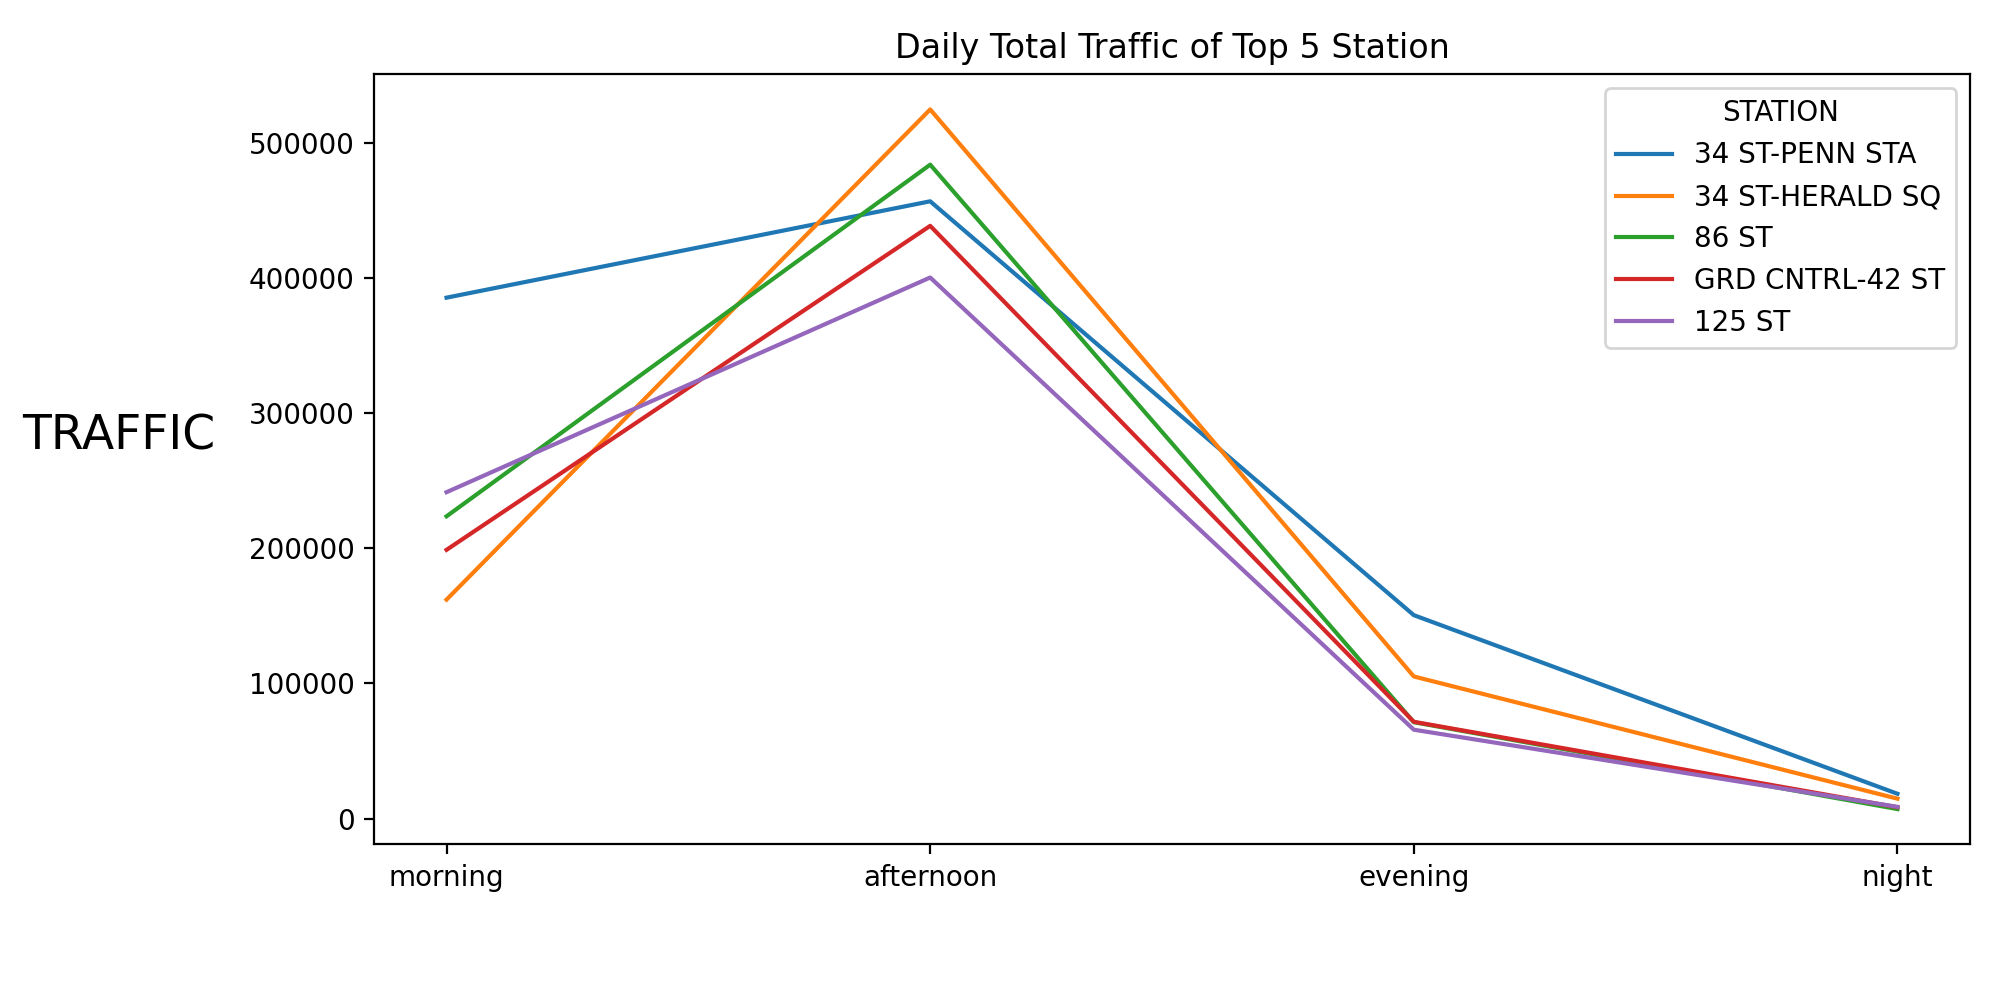 Daily Total Traffic of Top 5 Station
TRAFFIC
500000
400000
300000
200000
100000
0
morning
afternoon
evening
night
STATION
34 ST-PENN STA
34 ST-HERALD SQ
86 ST
GRD CNTRL-42 ST
125 ST